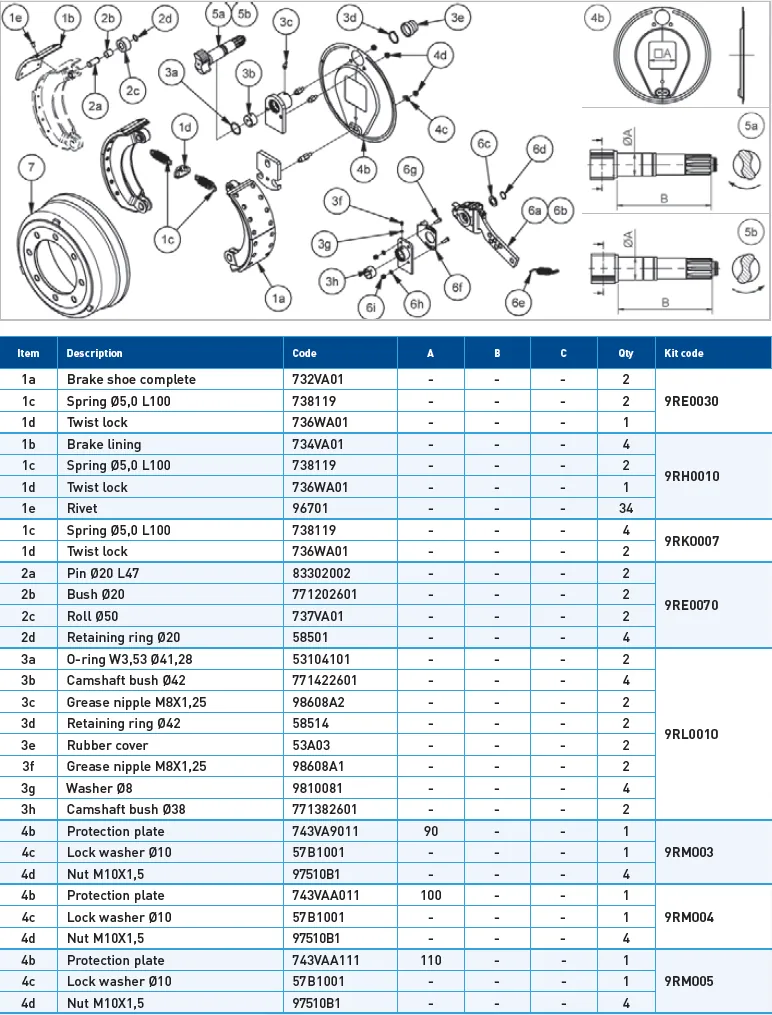 1e 1b 2b 2d 5a 5b 3c 3d 3e 4b
2a 2c 3a 3b 4d □A
1d 4c 4b 6c 6d 5a
7 6g ØA
1c 3f 6a 6b B
3g 5b
3h 6f ØA
1a 6i 6h 6e B
Item Description Code A B C Qty Kit code
1a Brake shoe complete 732VA01 - - - 2
1c Spring Ø5,0 L100 738119 - - - 2 9RE0030
1d Twist lock 736WA01 - - - 1
1b Brake lining 734VA01 - - - 4
1c Spring Ø5,0 L100 738119 - - - 2
9RH0010
1d Twist lock 736WA01 - - - 1
1e Rivet 96701 - - - 34
1c Spring Ø5,0 L100 738119 - - - 4
9RK0007
1d Twist lock 736WA01 - - - 2
2a Pin Ø20 L47 83302002 - - - 2
2b Bush Ø20 771202601 - - - 2
9RE0070
2c Roll Ø50 737VA01 - - - 2
2d Retaining ring Ø20 58501 - - - 4
3a O-ring W3,53 Ø41,28 53104101 - - - 2
3b Camshaft bush Ø42 771422601 - - - 4
3c Grease nipple M8X1,25 98608A2 - - - 2
3d Retaining ring Ø42 58514 - - - 2
9RL0010
3e Rubber cover 53A03 - - - 2
3f Grease nipple M8X1,25 98608A1 - - - 2
3g Washer Ø8 9810081 - - - 4
3h Camshaft bush Ø38 771382601 - - - 2
4b Protection plate 743VA9011 90 - - 1
4c Lock washer Ø10 57B1001 - - - 1 9RM003
4d Nut M10X1,5 97510B1 - - - 4
4b Protection plate 743VAA011 100 - - 1
4c Lock washer Ø10 57B1001 - - - 1 9RM004
4d Nut M10X1,5 97510B1 - - - 4
4b Protection plate 743VAA111 110 - - 1
4c Lock washer Ø10 57B1001 - - - 1 9RM005
4d Nut M10X1,5 97510B1 - - - 4